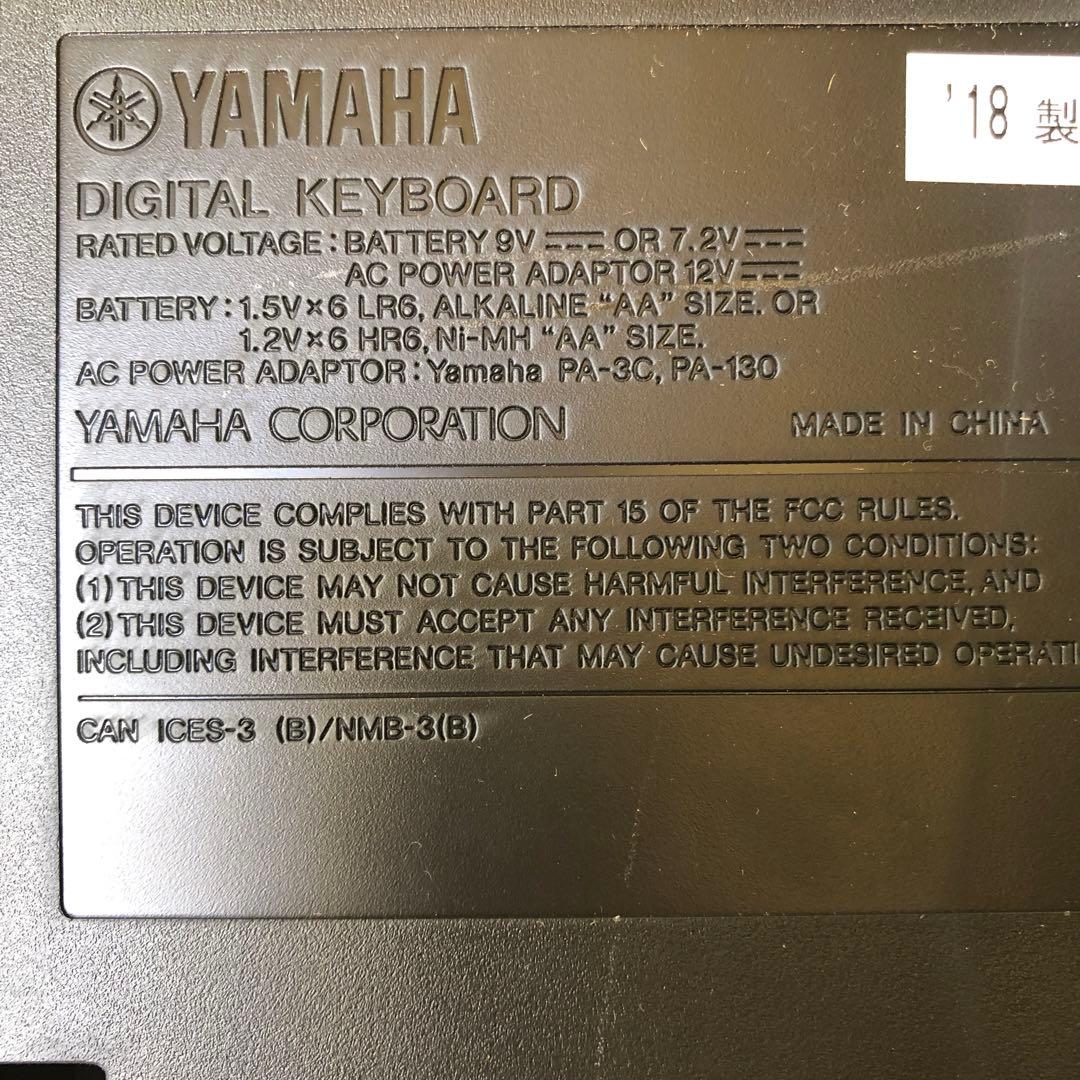 YAMAHA
'18 製
DIGITAL KEYBOARD
RATED VOLTAGE : BATTERY 9V ⎓ OR 7.2V ⎓
AC POWER ADAPTOR 12V ⎓
BATTERY : 1.5V×6 LR6, ALKALINE “AA” SIZE. OR
1.2V×6 HR6, Ni-MH “AA” SIZE.
AC POWER ADAPTOR : Yamaha PA-3C, PA-130
YAMAHA CORPORATION
MADE IN CHINA
THIS DEVICE COMPLIES WITH PART 15 OF THE FCC RULES.
OPERATION IS SUBJECT TO THE FOLLOWING TWO CONDITIONS:
(1) THIS DEVICE MAY NOT CAUSE HARMFUL INTERFERENCE, AND
(2) THIS DEVICE MUST ACCEPT ANY INTERFERENCE RECEIVED,
INCLUDING INTERFERENCE THAT MAY CAUSE UNDESIRED OPERATI
CAN ICES-3 (B)/NMB-3(B)